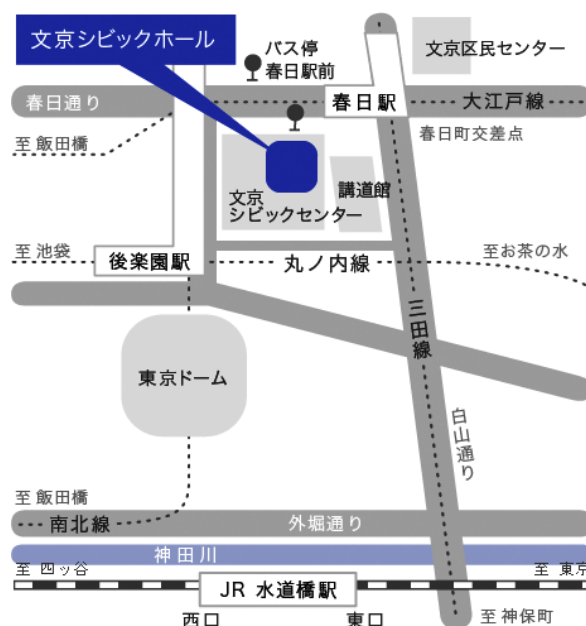 文京シビックホール
バス停
春日駅前
文京区民センター
春日通り
春日駅
大江戸線
至 飯田橋
春日町交差点
文京
シビックセンター
講道館
至 池袋
後楽園駅
丸ノ内線
至お茶の水
三田線
東京ドーム
白山通り
至 飯田橋
南北線
外堀通り
神田川
至 四ッ谷
至 東京
JR 水道橋駅
西口
東口
至 神保町